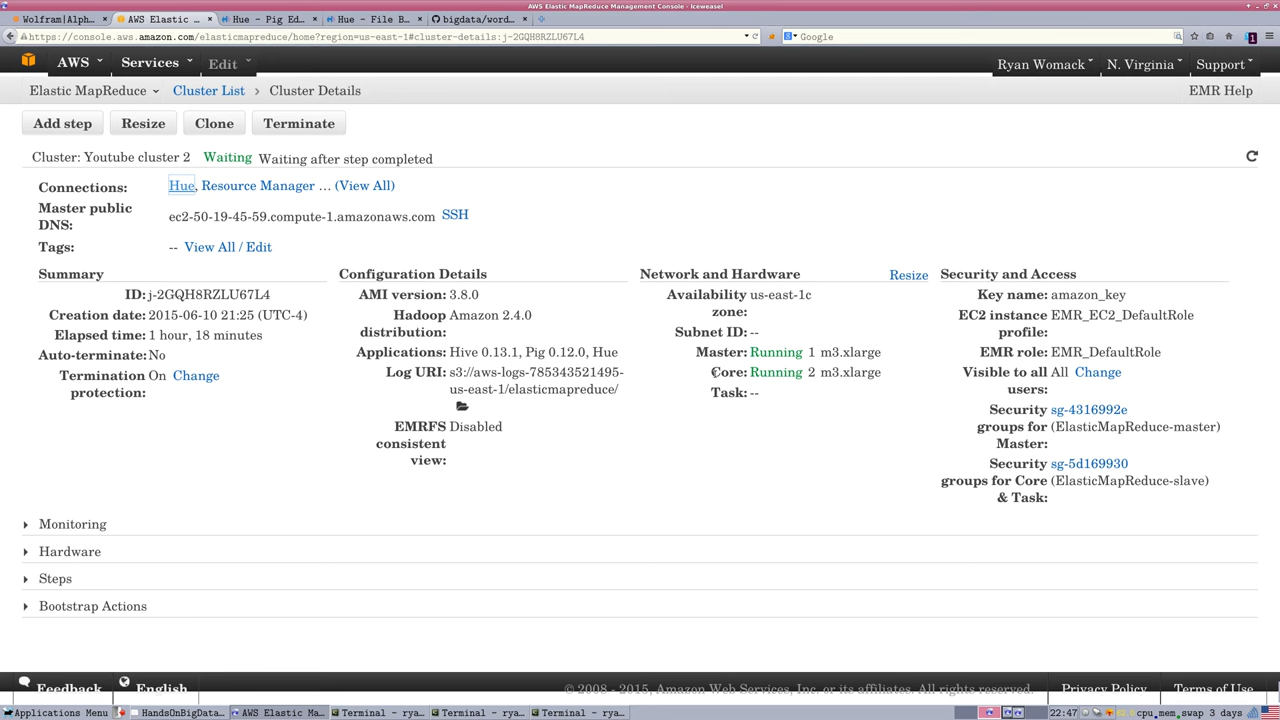 AWS Elastic MapReduce Management Console - Iceweasel
Wolfram|Alph... AWS Elastic ... Hue - Pig Ed... Hue - File B... bigdata/word...
https://console.aws.amazon.com/elasticmapreduce/home?region=us-east-1#cluster-details:j-2GQH8RZLU67L4 Google
AWS Services Edit Ryan Womack N. Virginia Support
Elastic MapReduce Cluster List > Cluster Details EMR Help
Add step Resize Clone Terminate
Cluster: Youtube cluster 2 Waiting Waiting after step completed
Connections: Hue, Resource Manager … (View All)
Master public DNS: ec2-50-19-45-59.compute-1.amazonaws.com SSH
Tags: -- View All / Edit
Summary
ID: j-2GQH8RZLU67L4
Creation date: 2015-06-10 21:25 (UTC-4)
Elapsed time: 1 hour, 18 minutes
Auto-terminate: No
Termination On Change
protection:
Configuration Details
AMI version: 3.8.0
Hadoop Amazon 2.4.0
distribution:
Applications: Hive 0.13.1, Pig 0.12.0, Hue
Log URI: s3://aws-logs-785343521495-
us-east-1/elasticmapreduce/
EMRFS Disabled
consistent
view:
Network and Hardware Resize
Availability us-east-1c
zone:
Subnet ID: --
Master: Running 1 m3.xlarge
Core: Running 2 m3.xlarge
Task: --
Security and Access
Key name: amazon_key
EC2 instance EMR_EC2_DefaultRole
profile:
EMR role: EMR_DefaultRole
Visible to all All Change
users:
Security sg-4316992e
groups for (ElasticMapReduce-master)
Master:
Security sg-5d169930
groups for Core (ElasticMapReduce-slave)
& Task:
Monitoring
Hardware
Steps
Bootstrap Actions
Feedback English © 2008 - 2015, Amazon Web Services, Inc. or its affiliates. All rights reserved. Privacy Policy Terms of Use
Applications Menu HandsOnBigData... AWS Elastic Ma... Terminal - rya... Terminal - rya... Terminal - rya... 22:47 cpu mem swap 3 days